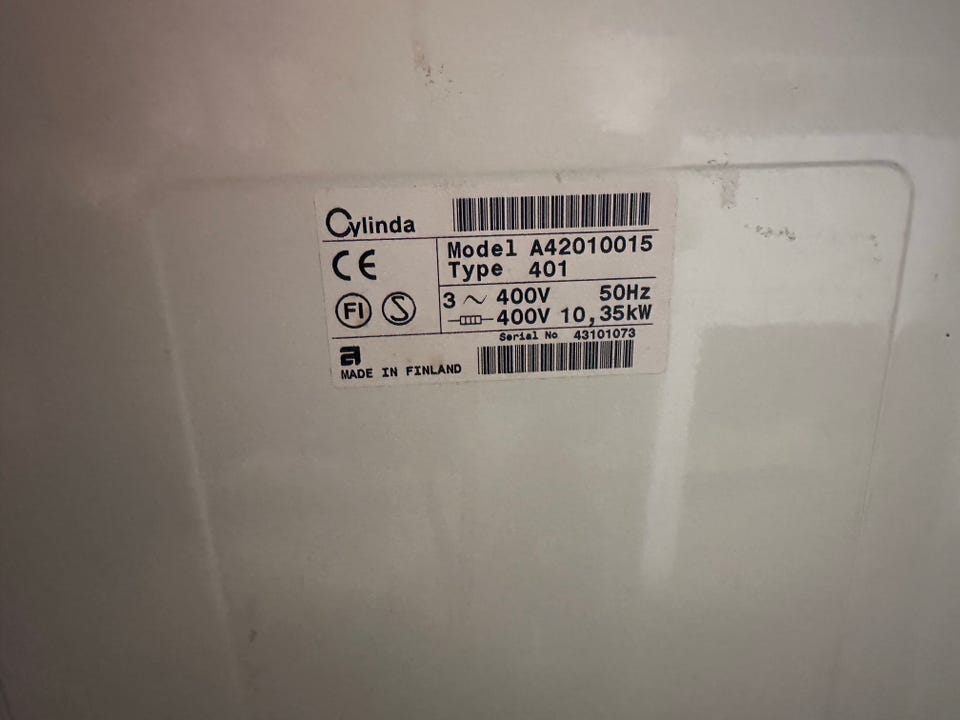 Cylinda
CE
Model A42010015
Type 401
FI S
3 ~ 400V 50Hz
400V 10,35kW
Serial No 43101073
a
MADE IN FINLAND